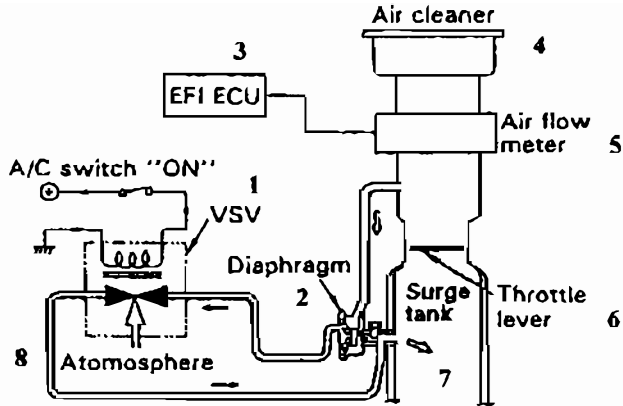 Air cleaner
4
3
EFI ECU
Air flow
meter
5
A/C switch "ON"
1
VSV
Diaphragm
2
Surge
tank
Throttle
lever
6
Atomosphere
8
7